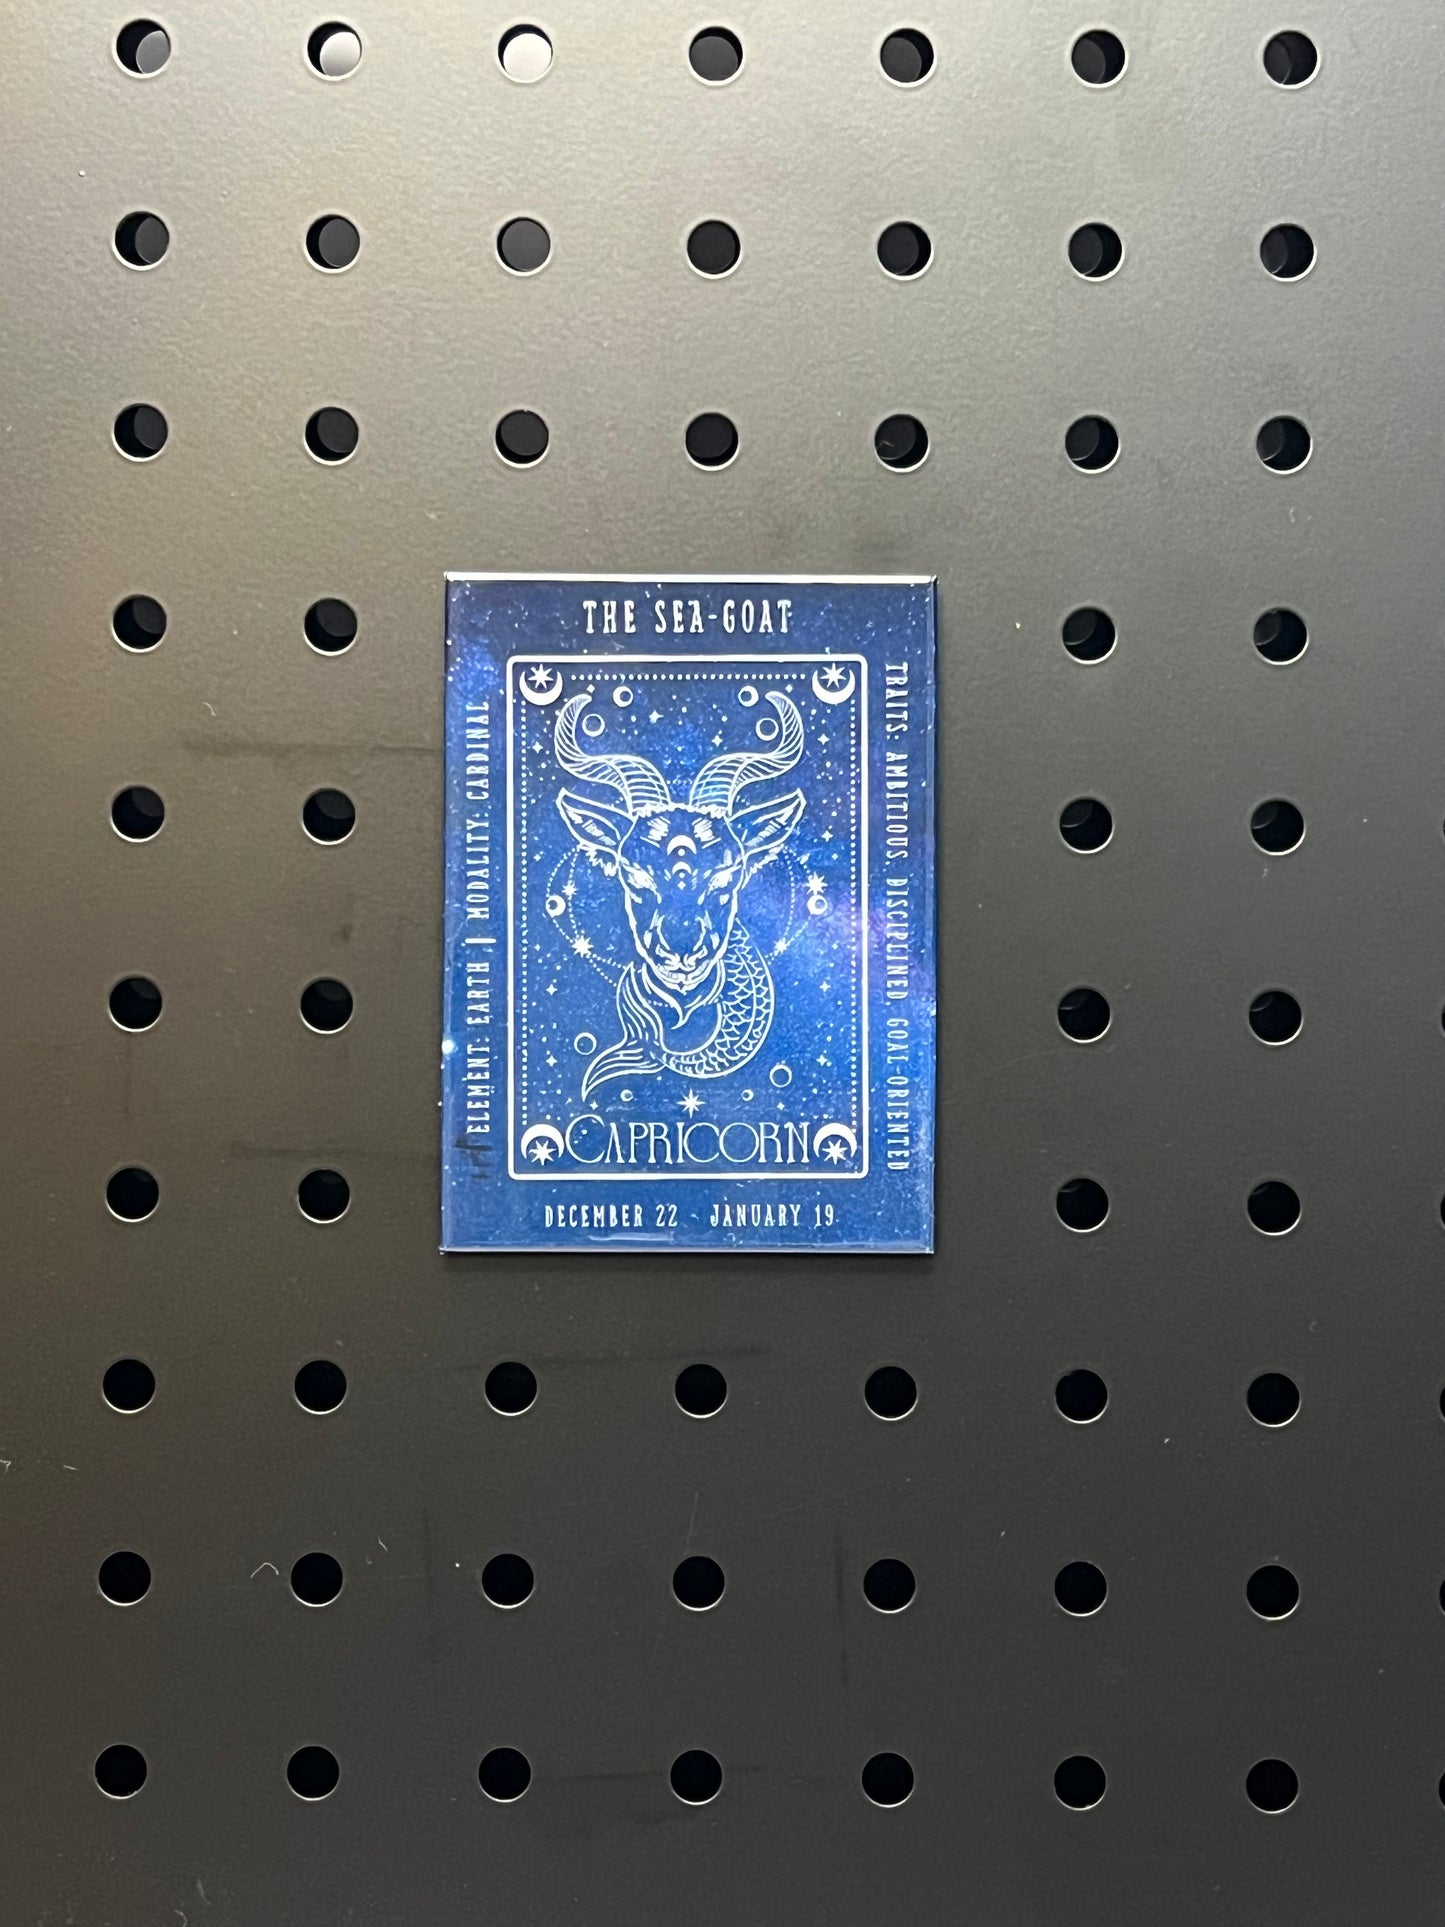 THE SEA-GOAT
ELEMENT: EARTH | MODALITY: CARDINAL
TRAITS: AMBITIOUS, DISCIPLINED, GOAL-ORIENTED
CAPRICORN
DECEMBER 22 - JANUARY 19